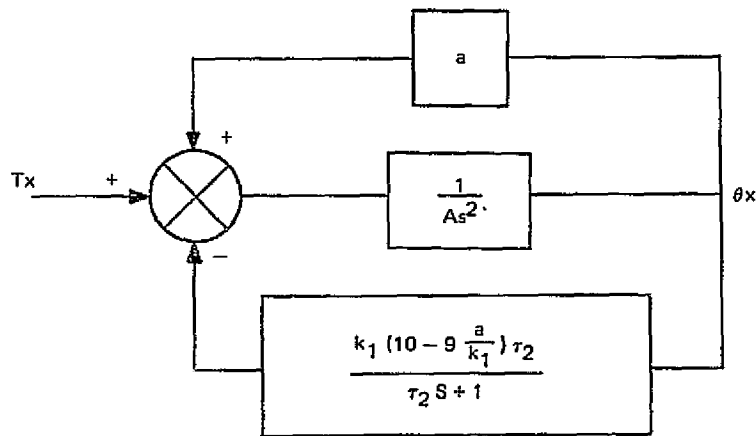 a
+
Tx +
1
As².
θx
−
k₁ (10 − 9 a/k₁) τ₂
τ₂ S + 1